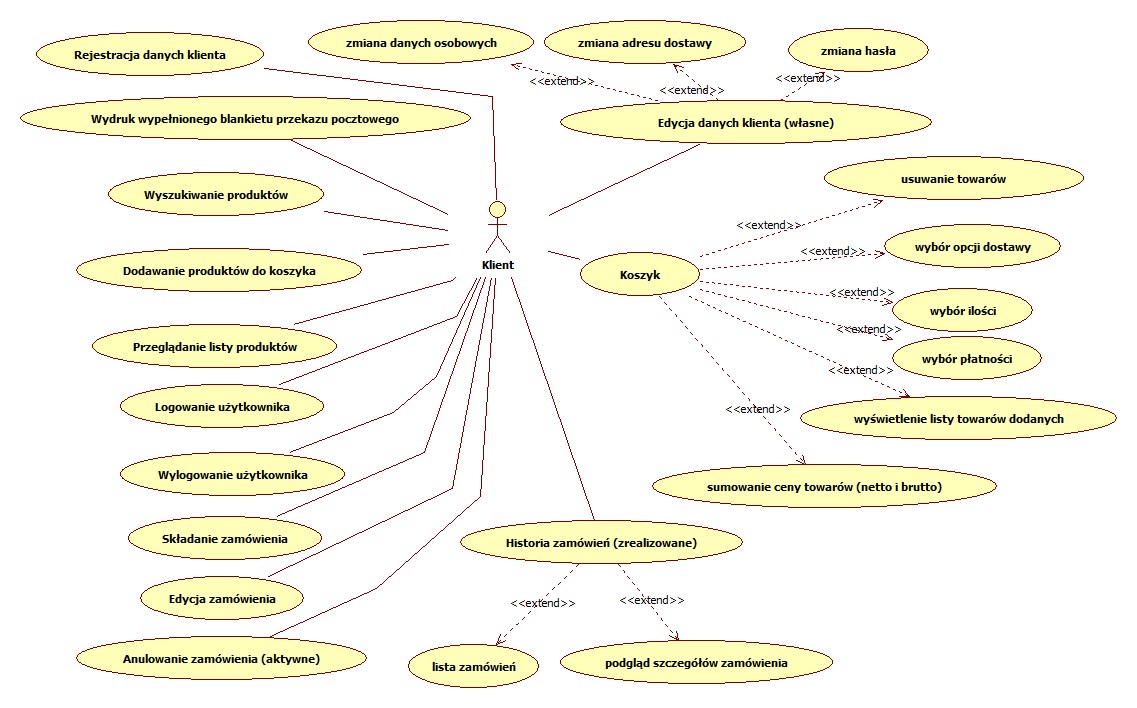 Rejestracja danych klienta
zmiana danych osobowych
zmiana adresu dostawy
zmiana hasła
<<extend>>
<<extend>>
<<extend>>
Wydruk wypełnionego blankietu przekazu pocztowego
Edycja danych klienta (własne)
Wyszukiwanie produktów
usuwanie towarów
<<extend>>
Klient
Dodawanie produktów do koszyka
Koszyk
<<extend>>
wybór opcji dostawy
<<extend>>
wybór ilości
<<extend>>
wybór płatności
Przeglądanie listy produktów
<<extend>>
Logowanie użytkownika
<<extend>>
wyświetlenie listy towarów dodanych
Wylogowanie użytkownika
sumowanie ceny towarów (netto i brutto)
Składanie zamówienia
Historia zamówień (zrealizowane)
Edycja zamówienia
<<extend>>
<<extend>>
Anulowanie zamówienia (aktywne)
lista zamówień
podgląd szczegółów zamówienia